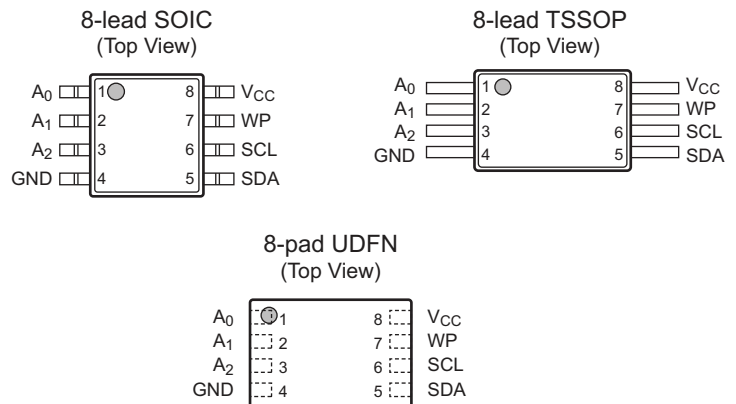 8-lead SOIC
(Top View)
A0 1 8 VCC
A1 2 7 WP
A2 3 6 SCL
GND 4 5 SDA
8-lead TSSOP
(Top View)
A0 1 8 VCC
A1 2 7 WP
A2 3 6 SCL
GND 4 5 SDA
8-pad UDFN
(Top View)
A0 1 8 VCC
A1 2 7 WP
A2 3 6 SCL
GND 4 5 SDA